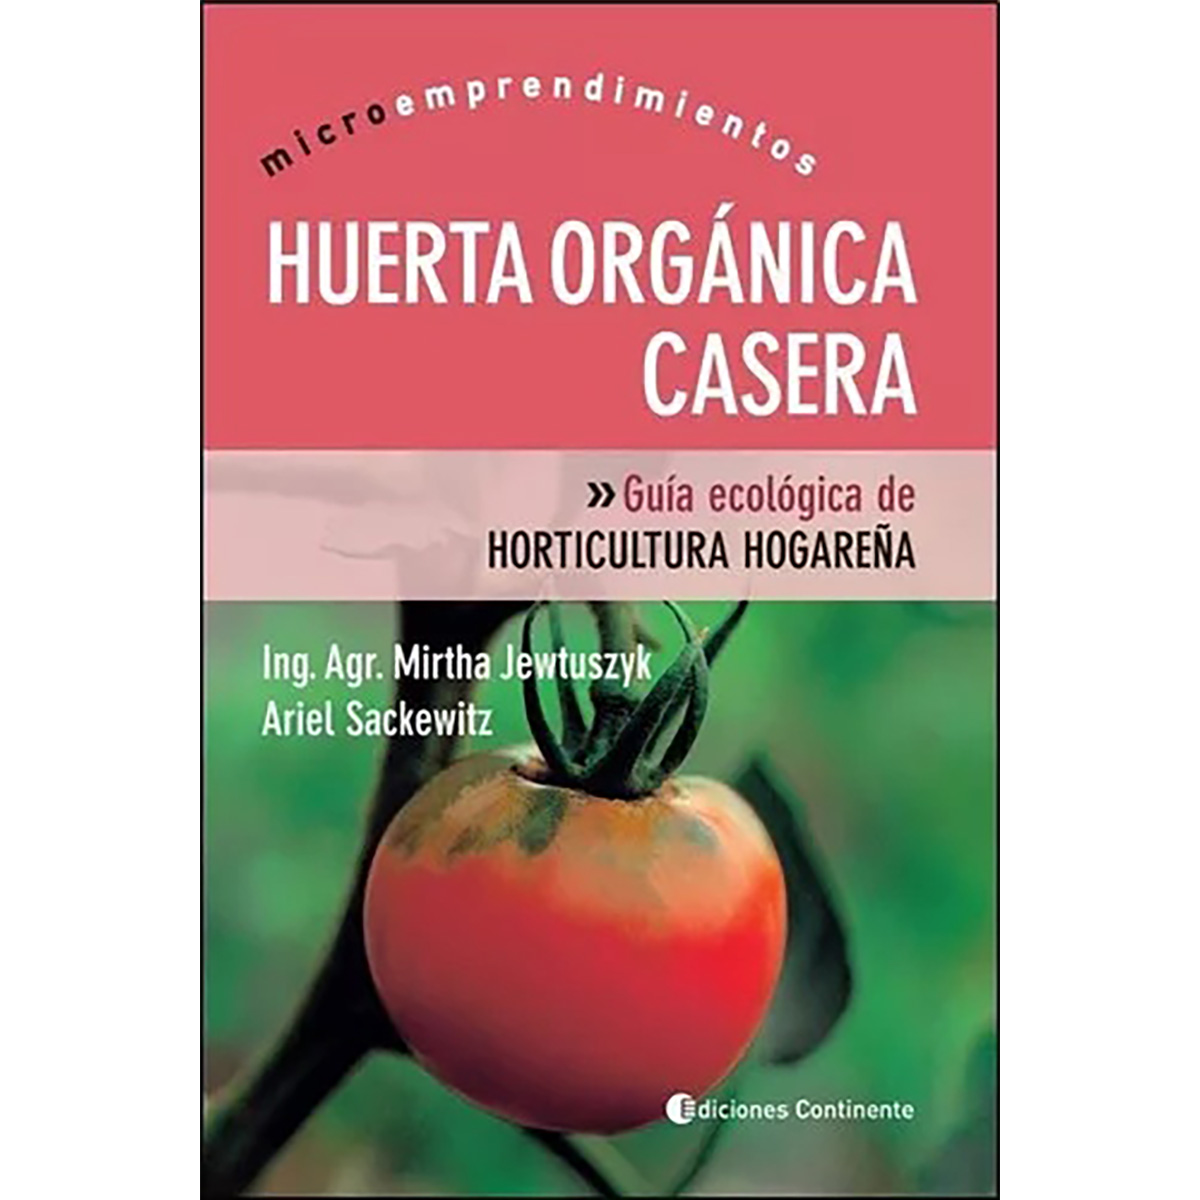 microemprendimientos
HUERTA ORGÁNICA
CASERA
» Guía ecológica de
HORTICULTURA HOGAREÑA
Ing. Agr. Mirtha Jewtuszyk
Ariel Sackewitz
Ediciones Continente